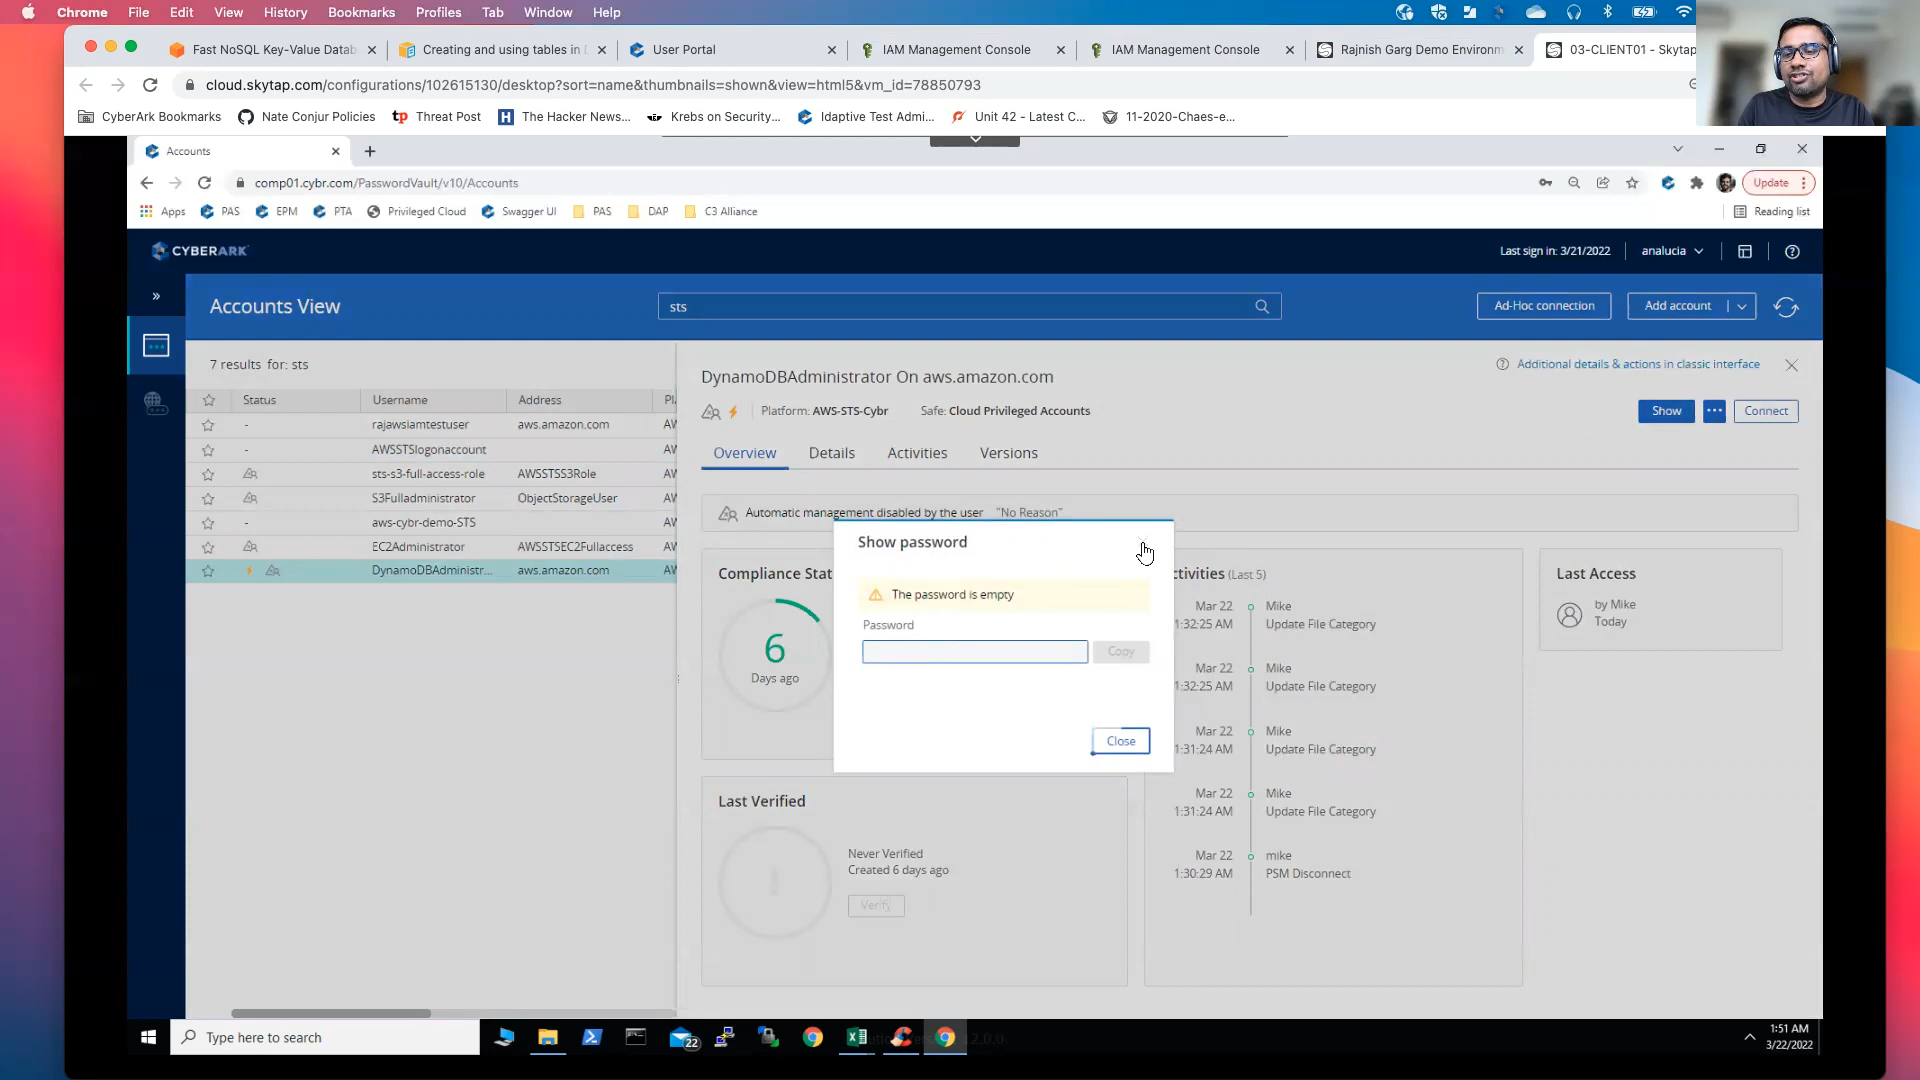 Chrome File Edit View History Bookmarks Profiles Tab Window Help
Fast NoSQL Key-Value Datab
Creating and using tables in D
User Portal
IAM Management Console
IAM Management Console
Rajnish Garg Demo Environm
03-CLIENT01 - Skytap
cloud.skytap.com/configurations/102615130/desktop?sort=name&thumbnails=shown&view=html5&vm_id=78850793
CyberArk Bookmarks
Nate Conjur Policies
Threat Post
The Hacker News...
Krebs on Security...
Idaptive Test Admi...
Unit 42 - Latest C...
11-2020-Chaes-e...
Accounts
comp01.cybr.com/PasswordVault/v10/Accounts
Update
Apps
PAS
EPM
PTA
Privileged Cloud
Swagger UI
PAS
DAP
C3 Alliance
Reading list
CYBERARK
Last sign in: 3/21/2022
analucia
Accounts View
sts
Ad-Hoc connection
Add account
7 results for: sts
Additional details & actions in classic interface
DynamoDBAdministrator On aws.amazon.com
Platform: AWS-STS-Cybr
Safe: Cloud Privileged Accounts
Show
Connect
Status Username Address Pl
- rajawsiamtestuser aws.amazon.com AW
- AWSSTSlogonaccount AW
sts-s3-full-access-role AWSSTSS3Role AW
S3Fulladministrator ObjectStorageUser AW
- aws-cybr-demo-STS AW
EC2Administrator AWSSTSEC2Fullaccess AW
DynamoDBAdministr... aws.amazon.com AW
Overview
Details
Activities
Versions
Automatic management disabled by the user "No Reason"
Compliance Stat
6
Days ago
Show password
The password is empty
Password
Copy
Close
ctivities (Last 5)
Mar 22 Mike
1:32:25 AM Update File Category
Mar 22 Mike
1:32:25 AM Update File Category
Mar 22 Mike
1:31:24 AM Update File Category
Mar 22 Mike
1:31:24 AM Update File Category
Mar 22 mike
1:30:29 AM PSM Disconnect
Last Access
by Mike
Today
Last Verified
Never Verified
Created 6 days ago
Verify
Type here to search
22
1:51 AM
3/22/2022